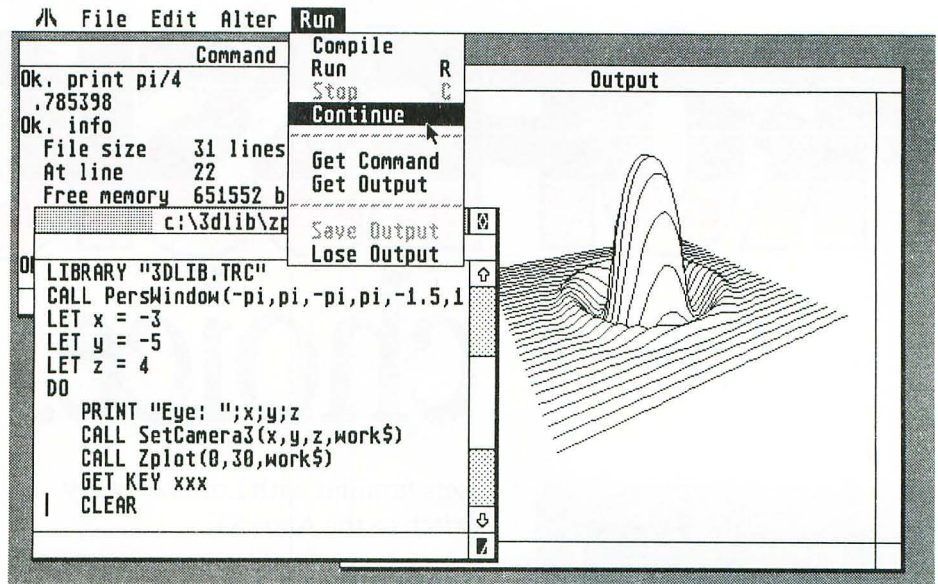 File Edit Alter Run
Compile
Run R
Stop C
Continue
Get Command
Get Output
Save Output
Lose Output
Command
Ok. print pi/4
.785398
Ok. info
File size 31 lines
At line 22
Free memory 651552 b
Output
c:\3dlib\zp
LIBRARY "3DLIB.TRC"
CALL PersWindow(-pi,pi,-pi,pi,-1.5,1
LET x = -3
LET y = -5
LET z = 4
DO
PRINT "Eye: ";x;y;z
CALL SetCamera3(x,y,z,work$)
CALL Zplot(0,30,work$)
GET KEY xxx
CLEAR